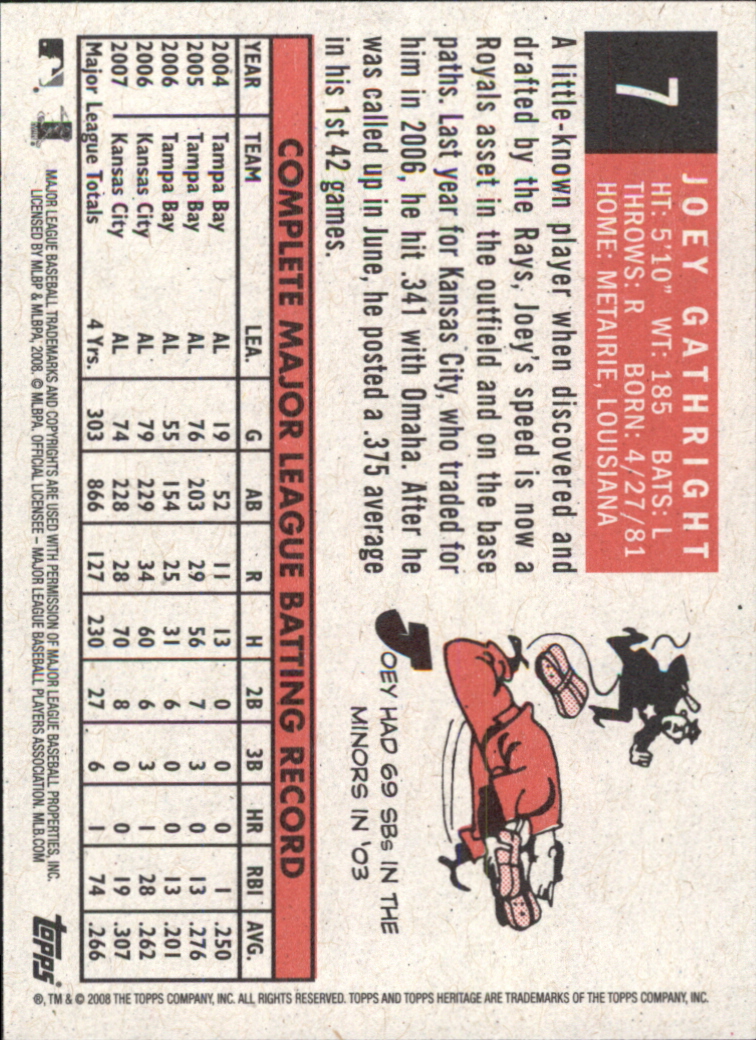 7
JOEY GATHRIGHT
HT: 5'10" WT: 185 BATS: L
THROWS: R BORN: 4/27/81
HOME: METAIRIE, LOUISIANA
A little-known player when discovered and
drafted by the Rays, Joey's speed is now a
Royals asset in the outfield and on the base
paths. Last year for Kansas City, who traded for
him in 2006, he hit .341 with Omaha. After he
was called up in June, he posted a .375 average
in his 1st 42 games.
JOEY HAD 69 SBs IN THE
MINORS IN '03
COMPLETE MAJOR LEAGUE BATTING RECORD
YEAR TEAM LEA. G AB R H 2B 3B HR RBI AVG.
2004 Tampa Bay AL 19 52 11 13 0 0 0 1 .250
2005 Tampa Bay AL 76 203 29 56 7 3 0 13 .276
2006 Tampa Bay AL 55 154 25 31 6 0 0 13 .201
2006 Kansas City AL 79 229 34 60 6 3 1 28 .262
2007 Kansas City AL 74 228 28 70 8 0 0 19 .307
Major League Totals 4 Yrs. 303 866 127 230 27 6 1 74 .266
MAJOR LEAGUE BASEBALL TRADEMARKS AND COPYRIGHTS ARE USED WITH PERMISSION OF MAJOR LEAGUE BASEBALL PROPERTIES, INC.
LICENSED BY MLBP & MLBPA, 2008. © MLBPA. OFFICIAL LICENSEE – MAJOR LEAGUE BASEBALL PLAYERS ASSOCIATION. MLB.COM
topps
®, TM & © 2008 THE TOPPS COMPANY, INC. ALL RIGHTS RESERVED. TOPPS AND TOPPS HERITAGE ARE TRADEMARKS OF THE TOPPS COMPANY, INC.